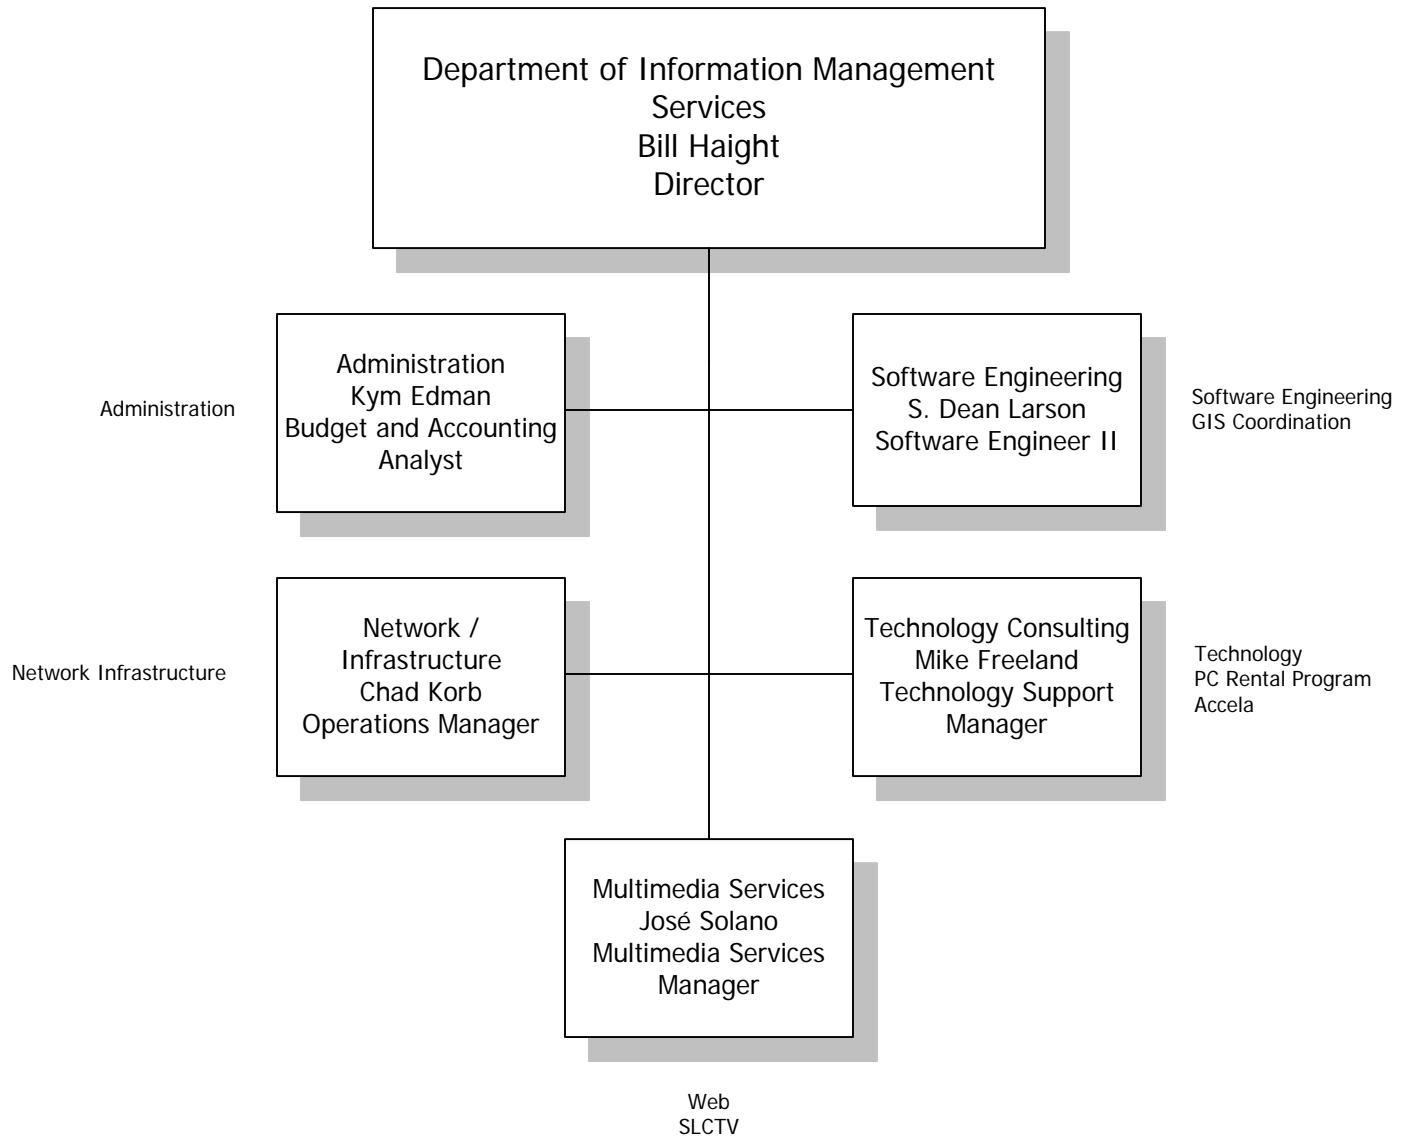 Department of Information Management
Services
Bill Haight
Director
Administration
Administration
Kym Edman
Budget and Accounting
Analyst
Software Engineering
S. Dean Larson
Software Engineer II
Software Engineering
GIS Coordination
Network Infrastructure
Network /
Infrastructure
Chad Korb
Operations Manager
Technology Consulting
Mike Freeland
Technology Support
Manager
Technology
PC Rental Program
Accela
Multimedia Services
José Solano
Multimedia Services
Manager
Web
SLCTV